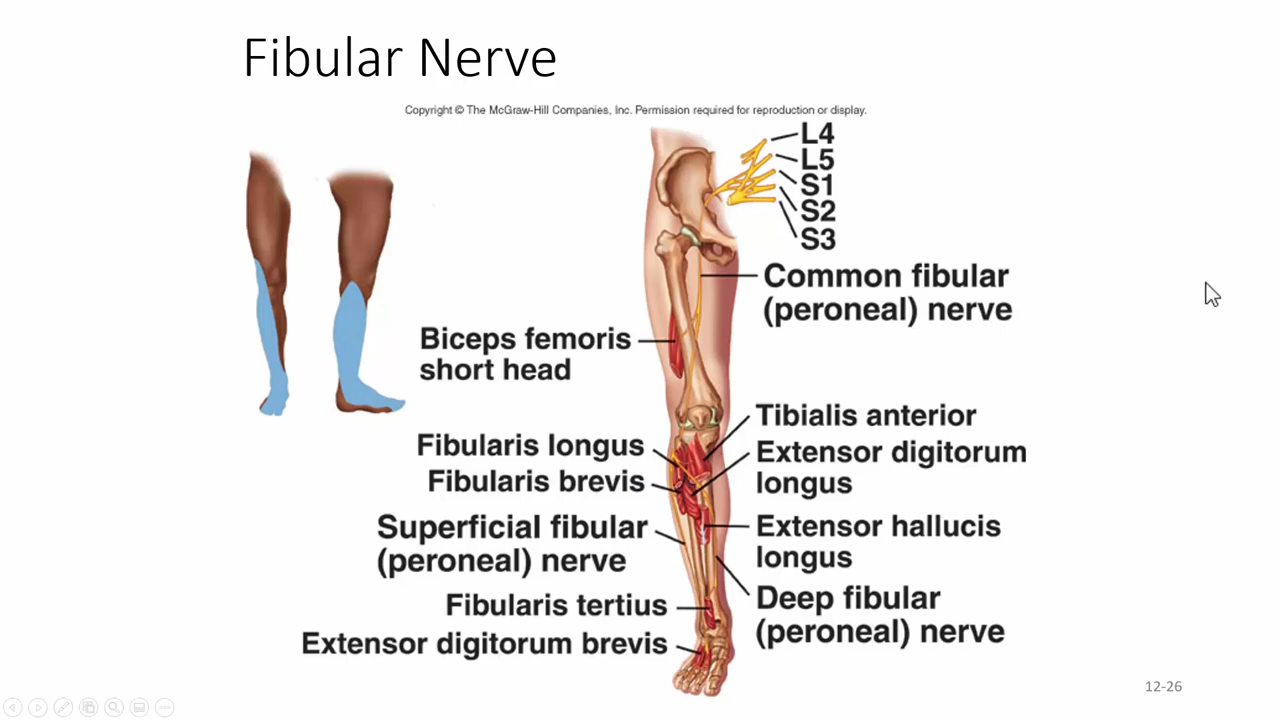 Fibular Nerve
Copyright © The McGraw-Hill Companies, Inc. Permission required for reproduction or display.
L4
L5
S1
S2
S3
Common fibular
(peroneal) nerve
Biceps femoris
short head
Tibialis anterior
Fibularis longus
Extensor digitorum
longus
Fibularis brevis
Superficial fibular
(peroneal) nerve
Extensor hallucis
longus
Fibularis tertius
Deep fibular
(peroneal) nerve
Extensor digitorum brevis
12-26